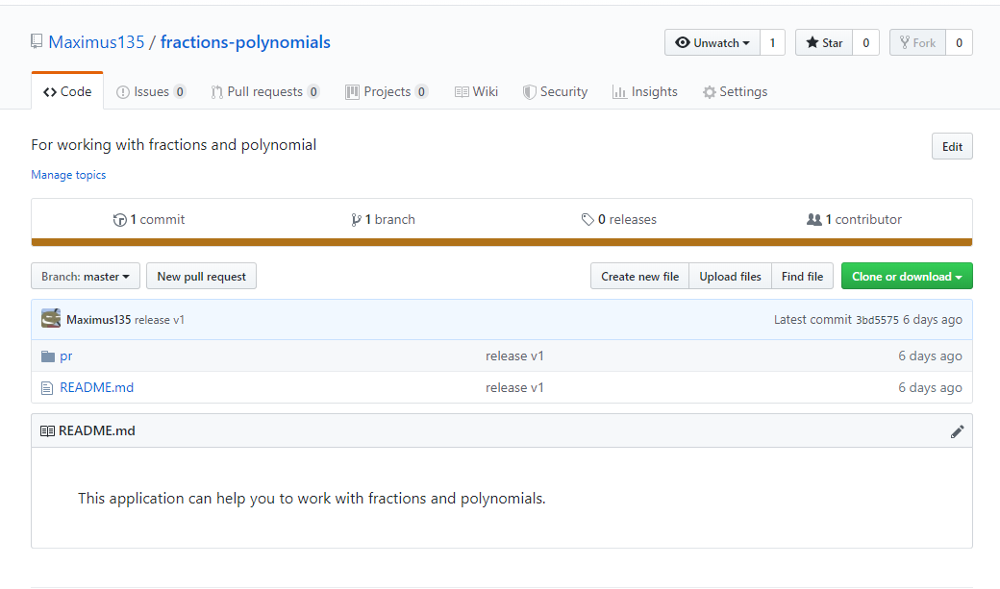 Maximus135 / fractions-polynomials
Unwatch 1 Star 0 Fork 0
Code Issues 0 Pull requests 0 Projects 0 Wiki Security Insights Settings
For working with fractions and polynomial
Edit
Manage topics
1 commit 1 branch 0 releases 1 contributor
Branch: master New pull request Create new file Upload files Find file Clone or download
Maximus135 release v1 Latest commit 3bd5575 6 days ago
pr release v1 6 days ago
README.md release v1 6 days ago
README.md
This application can help you to work with fractions and polynomials.